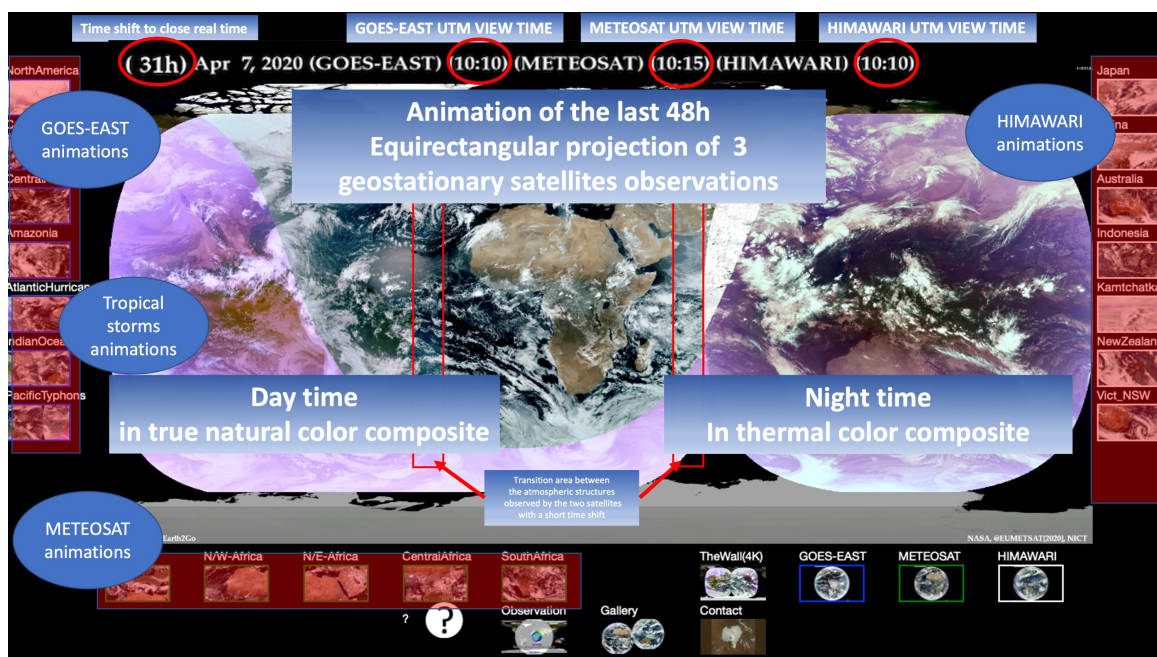 Time shift to close real time
GOES-EAST UTM VIEW TIME
METEOSAT UTM VIEW TIME
HIMAWARI UTM VIEW TIME
( 31h) Apr 7, 2020 (GOES-EAST) (10:10) (METEOSAT) (10:15) (HIMAWARI) (10:10)
NorthAmerica
Japan
GOES-EAST
animations
Animation of the last 48h
Equirectangular projection of 3
geostationary satellites observations
HIMAWARI
animations
Central
Australia
Amazonia
Indonesia
AtlanticHurrican
Kamtchatka
Tropical
storms
animations
ndianOcea
NewZealan
PacificTyphons
Vict_NSW
Day time
in true natural color composite
Night time
In thermal color composite
Transition area between
the atmospheric structures
observed by the two satellites
with a short time shift
METEOSAT
animations
Earth2Go
NASA, @EUMETSAT[2020], NICT
N/W-Africa
N/E-Africa
CentralAfrica
SouthAfrica
TheWall(4K)
GOES-EAST
METEOSAT
HIMAWARI
?
?
Observation
Gallery
Contact